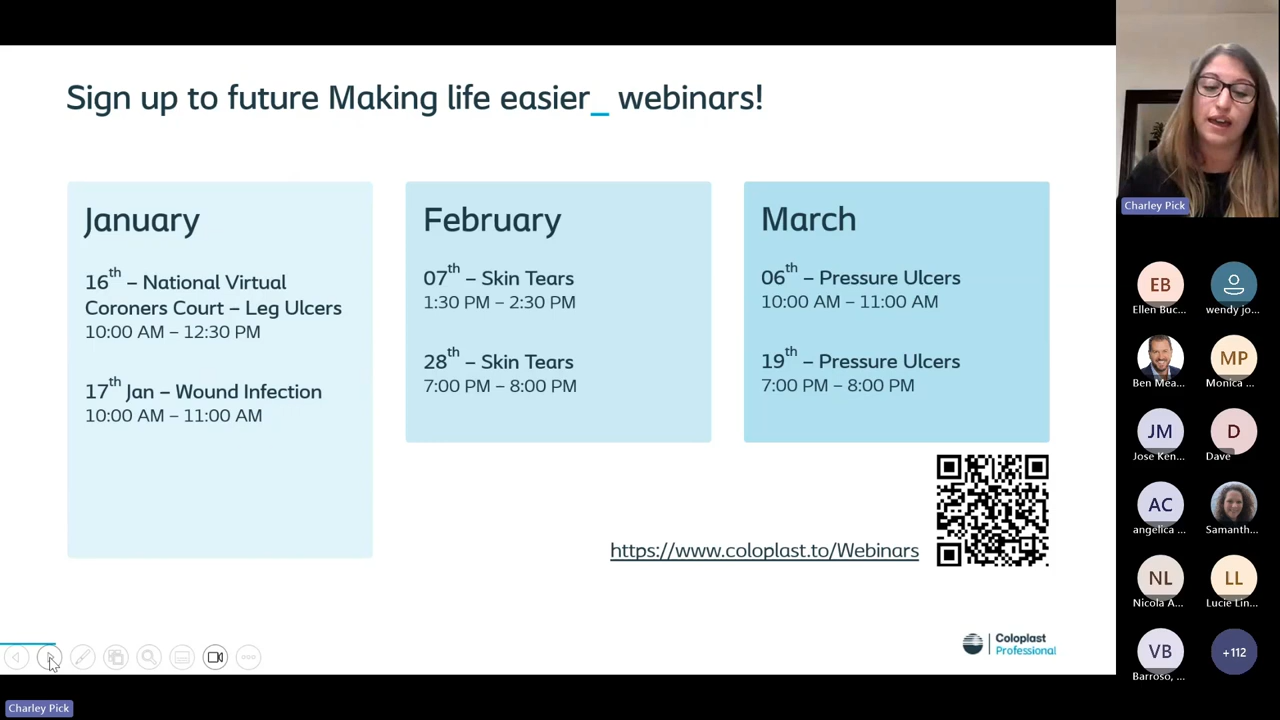 Sign up to future Making life easier_ webinars!
January
16th – National Virtual
Coroners Court – Leg Ulcers
10:00 AM – 12:30 PM
17th Jan – Wound Infection
10:00 AM – 11:00 AM
February
07th – Skin Tears
1:30 PM – 2:30 PM
28th – Skin Tears
7:00 PM – 8:00 PM
March
06th – Pressure Ulcers
10:00 AM – 11:00 AM
19th – Pressure Ulcers
7:00 PM – 8:00 PM
https://www.coloplast.to/Webinars
Coloplast
Professional
Charley Pick
Charley Pick
EB
Ellen Buc...
wendy jo...
Ben Mea...
MP
Monica ...
JM
Jose Ken...
D
Dave
AC
angelica ...
Samanth...
NL
Nicola A...
LL
Lucie Lin...
VB
Barroso, ...
+112